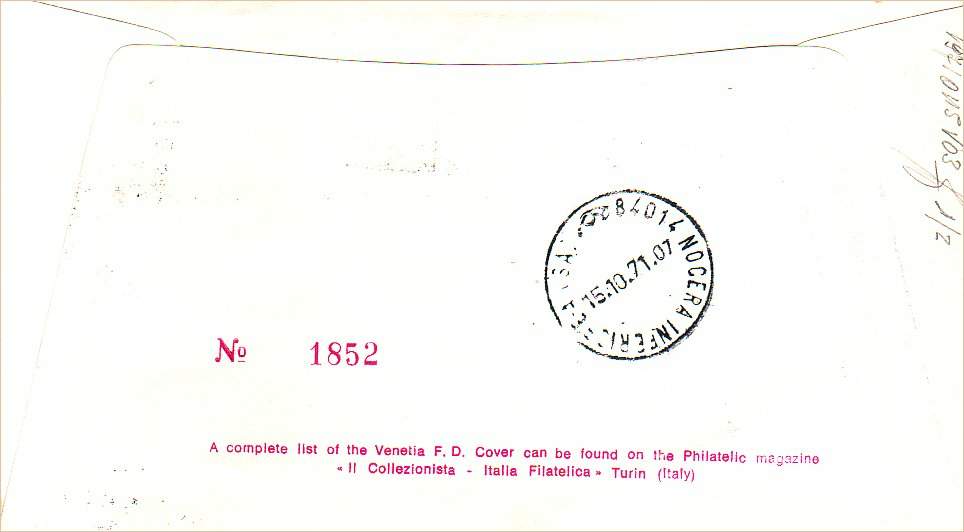 84014 NOCERA INFERIORE (SA)
15.10.71.07
№ 1852
A complete list of the Venetia F. D. Cover can be found on the Philatelic magazine
« Il Collezionista - Italia Filatelica » Turin (Italy)